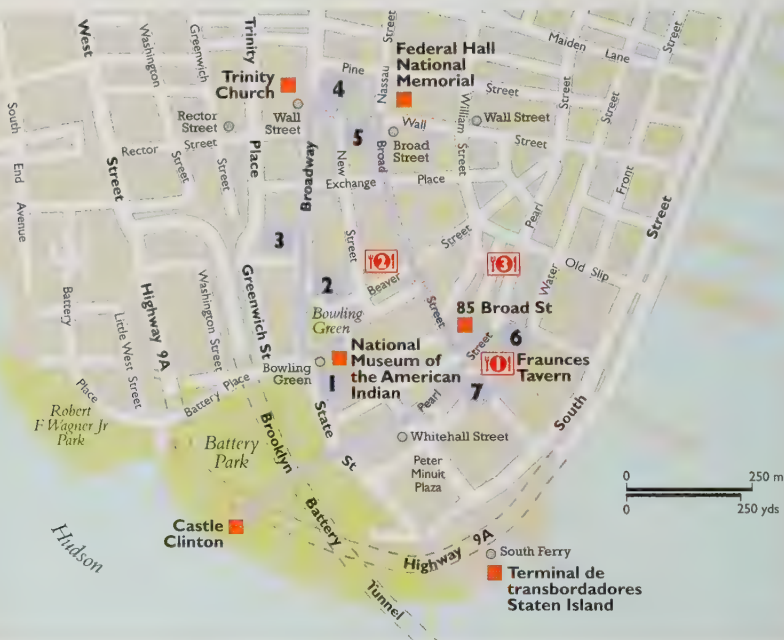 West
Street
Washington
Street
Greenwich
Street
Trinity
Place
Trinity
Church
Rector
Street
Wall
Street
Rector
Street
Broadway
Pine
Street
4
Nassau
Street
Federal Hall
National
Memorial
Maiden Lane
Street
Street
Street
William
Street
Wall Street
Wall
Street
5
Broad
Street
Broad
Street
New
Street
Exchange Place
South
End
Avenue
3
2
Pearl
Street
Front
Street
South
Street
Water
Old Slip
2
3
Beaver
Street
Bowling
Green
85 Broad St
6
Battery
Place
Highway 9A
Little West Street
Washington Street
Greenwich St
Bowling
Green
National
Museum of
the American
Indian
1
1
Fraunces
Tavern
7
Pearl
Street
Battery Place
Robert
F Wagner Jr
Park
Battery
Park
State
St
Whitehall Street
Peter
Minuit
Plaza
Brooklyn
Battery
Tunnel
Castle
Clinton
Hudson
Highway 9A
South Ferry
Terminal de
transbordadores
Staten Island
0 250 m
0 250 yds